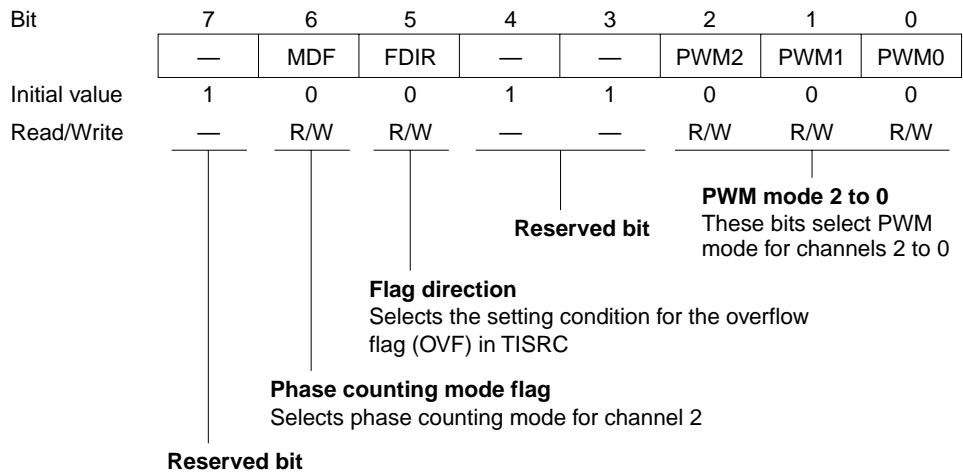 Bit 7 6 5 4 3 2 1 0
— MDF FDIR — — PWM2 PWM1 PWM0
Initial value 1 0 0 1 1 0 0 0
Read/Write — R/W R/W — — R/W R/W R/W
PWM mode 2 to 0
These bits select PWM
mode for channels 2 to 0
Reserved bit
Flag direction
Selects the setting condition for the overflow
flag (OVF) in TISRC
Phase counting mode flag
Selects phase counting mode for channel 2
Reserved bit